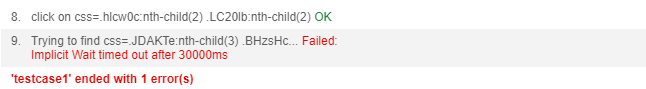 8. click on css=.hlcw0c:nth-child(2) .LC20lb:nth-child(2) OK
9. Trying to find css=.JDAKTe:nth-child(3) .BHzsHc... Failed:
Implicit Wait timed out after 30000ms
'testcase1' ended with 1 error(s)